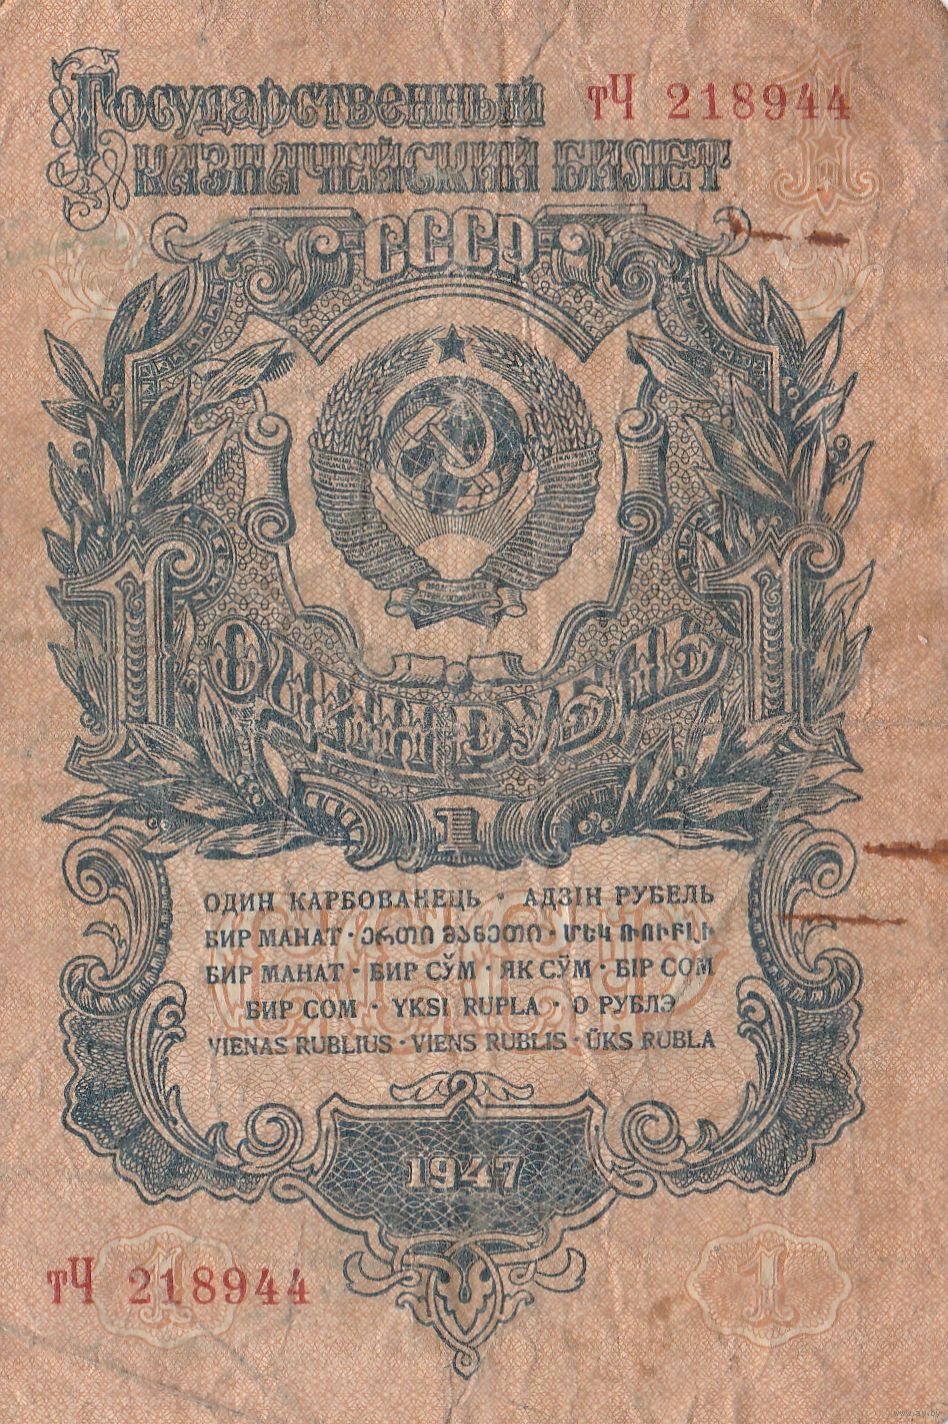 Государственный тЧ 218944
казначейский билет
СССР
1 1
Один рубль
1
ОДИН КАРБОВАНЕЦЬ · АДЗІН РУБЕЛЬ
БИР МАНАТ · ერთი მანეთი · ՄԵԿ ՌՈՒԲԼԻ
БИР МАНАТ · БИР СЎМ · ЯК СӮМ · БІР СОМ
БИР СОМ · YKSI RUPLA · О РУБЛЭ
VIENAS RUBLIUS · VIENS RUBLIS · ÜKS RUBLA
1947
тЧ 218944 1 1